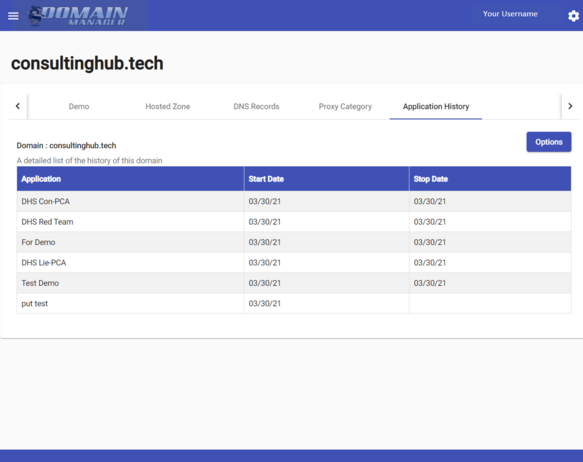 DOMAIN
MANAGER
Your Username
consultinghub.tech
Demo Hosted Zone DNS Records Proxy Category Application History
Options
Domain : consultinghub.tech
A detailed list of the history of this domain
Application Start Date Stop Date
DHS Con-PCA 03/30/21 03/30/21
DHS Red Team 03/30/21 03/30/21
For Demo 03/30/21 03/30/21
DHS Lie-PCA 03/30/21 03/30/21
Test Demo 03/30/21 03/30/21
put test 03/30/21